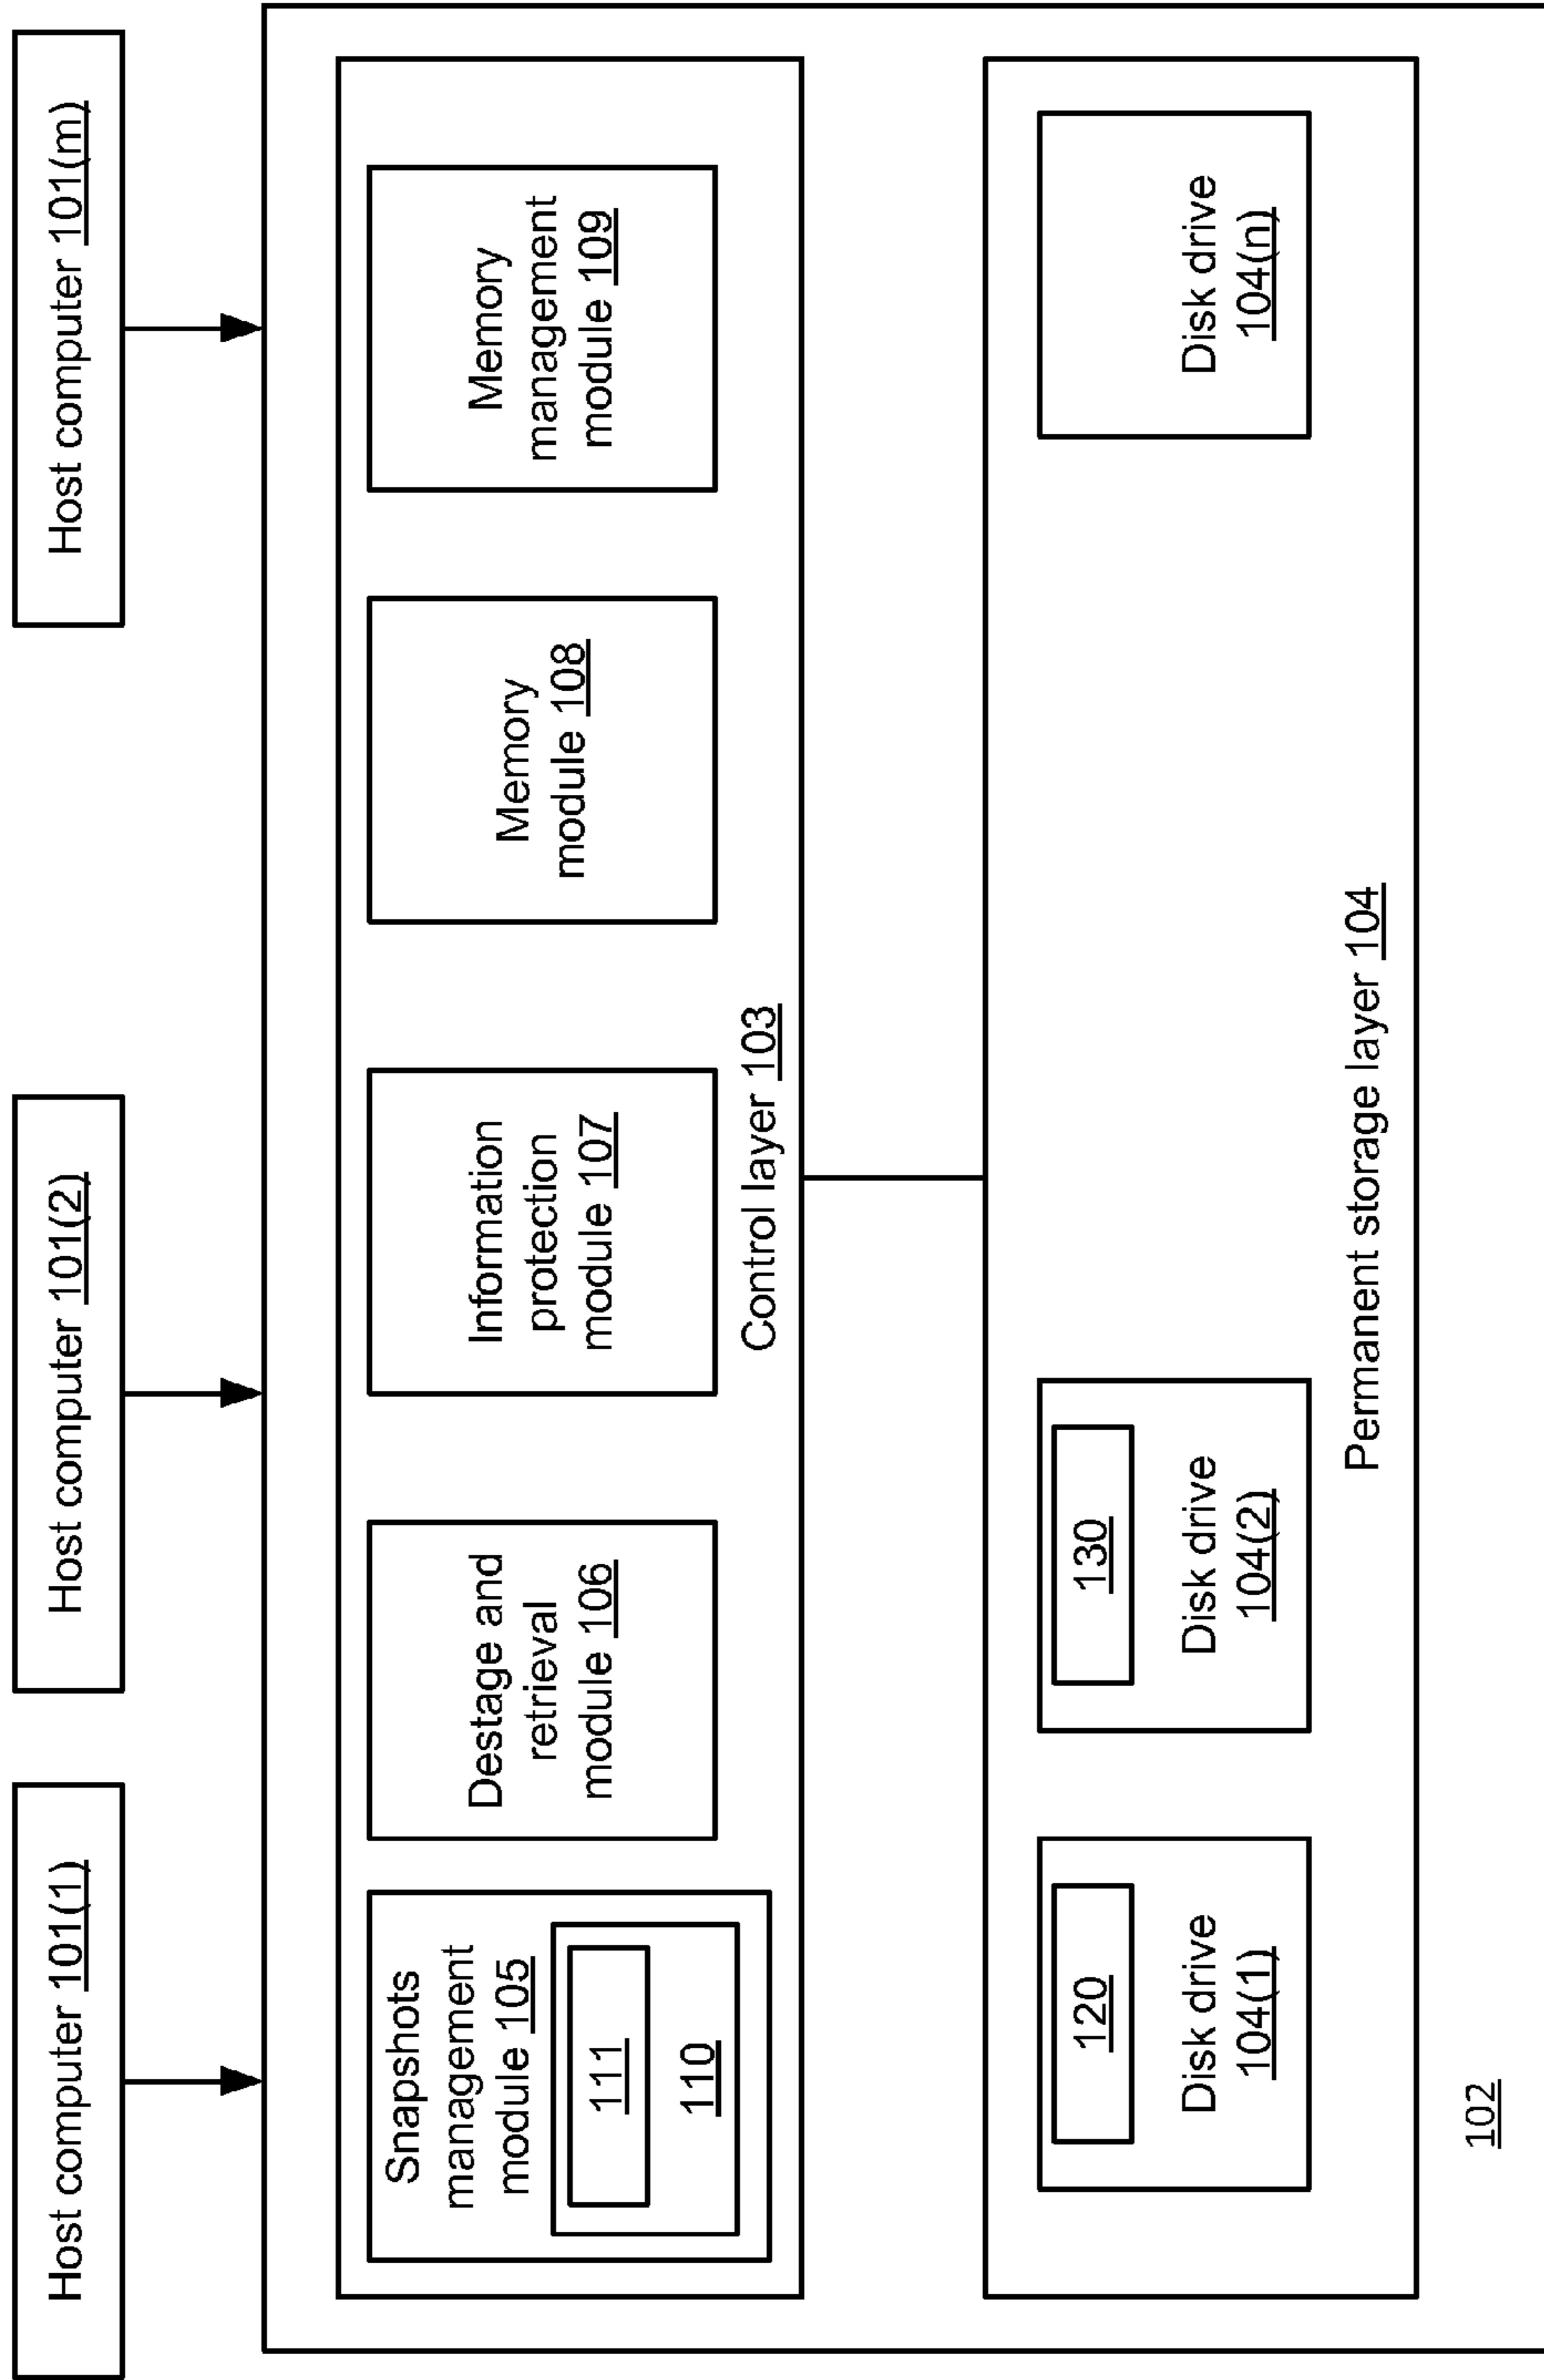 Host computer 101(1)
Host computer 101(2)
Host computer 101(m)
Snapshots
management
module 105
111
110
Destage and
retrieval
module 106
Information
protection
module 107
Memory
module 108
Memory
management
module 109
Control layer 103
120
Disk drive
104(1)
130
Disk drive
104(2)
Disk drive
104(n)
Permanent storage layer 104
102